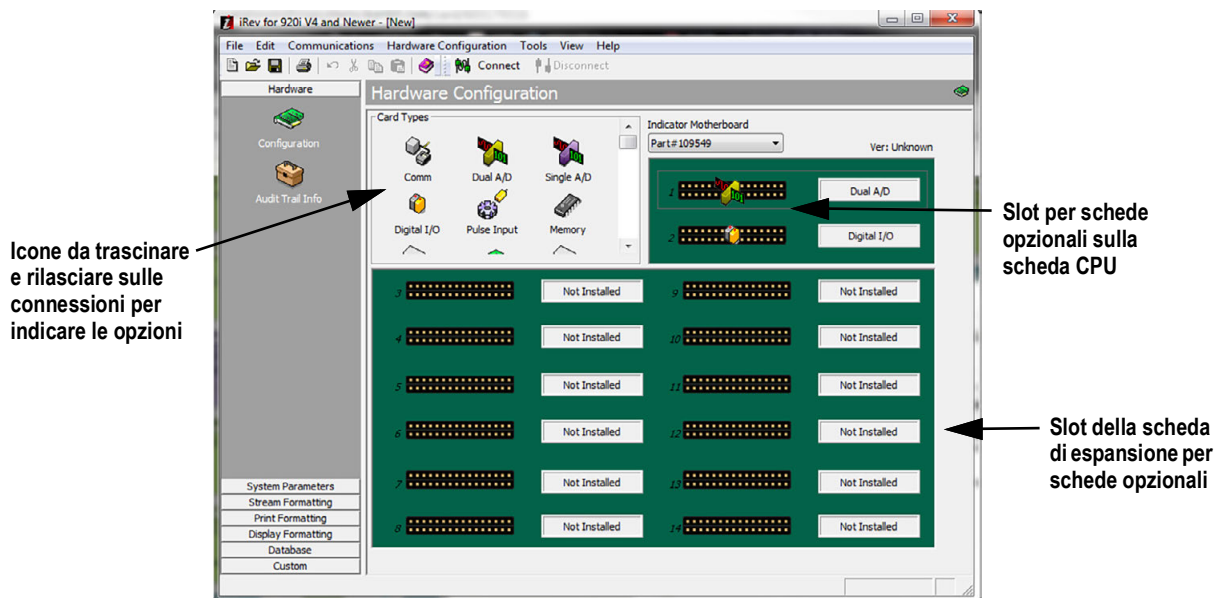 iRev for 920i V4 and Newer - [New]
File Edit Communications Hardware Configuration Tools View Help
Connect Disconnect
Hardware
Configuration
Audit Trail Info
System Parameters
Stream Formatting
Print Formatting
Display Formatting
Database
Custom
Hardware Configuration
Card Types
Comm Dual A/D Single A/D
Digital I/O Pulse Input Memory
Indicator Motherboard
Part#109549
Ver: Unknown
1 Dual A/D
2 Digital I/O
3 Not Installed 9 Not Installed
4 Not Installed 10 Not Installed
5 Not Installed 11 Not Installed
6 Not Installed 12 Not Installed
7 Not Installed 13 Not Installed
8 Not Installed 14 Not Installed
Icone da trascinare
e rilasciare sulle
connessioni per
indicare le opzioni
Slot per schede
opzionali sulla
scheda CPU
Slot della scheda
di espansione per
schede opzionali